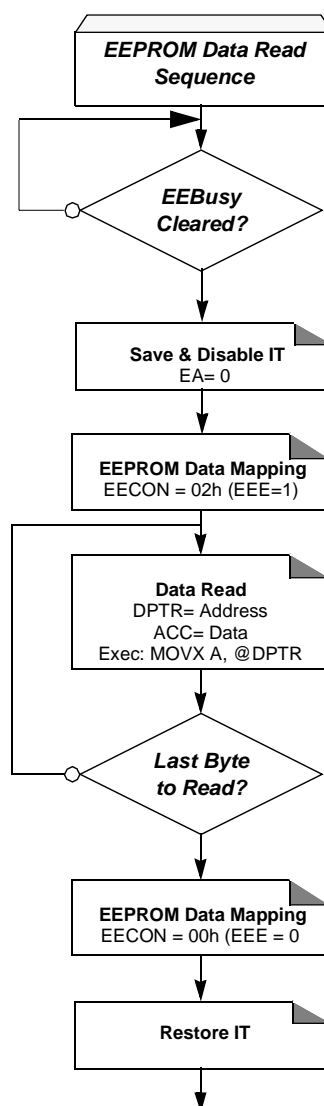 EEPROM Data Read
Sequence
EEBusy
Cleared?
Save & Disable IT
EA= 0
EEPROM Data Mapping
EECON = 02h (EEE=1)
Data Read
DPTR= Address
ACC= Data
Exec: MOVX A, @DPTR
Last Byte
to Read?
EEPROM Data Mapping
EECON = 00h (EEE = 0
Restore IT